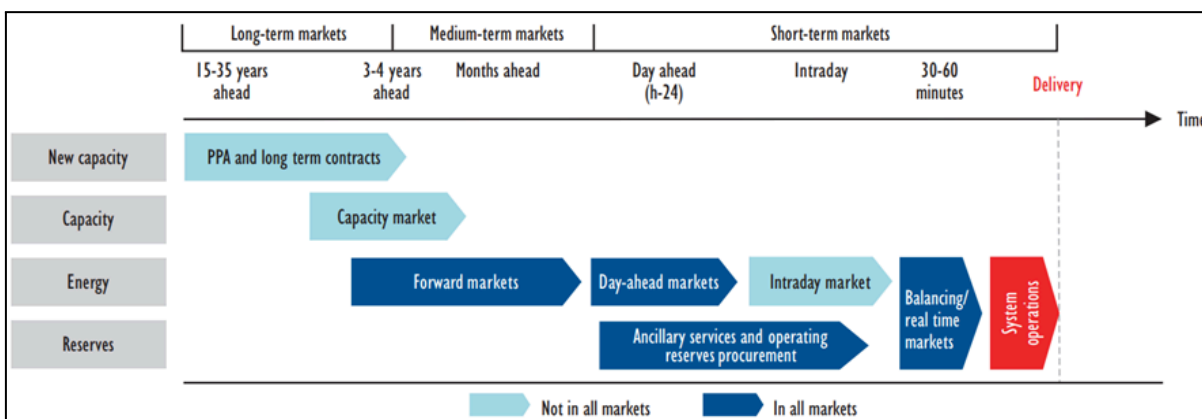 Long-term markets
Medium-term markets
Short-term markets
15-35 years
ahead
3-4 years
ahead
Months ahead
Day ahead
(h-24)
Intraday
30-60
minutes
Delivery
Time
New capacity
PPA and long term contracts
Capacity
Capacity market
Energy
Forward markets
Day-ahead markets
Intraday market
Balancing/
real time
markets
System
operations
Reserves
Ancillary services and operating
reserves procurement
Not in all markets
In all markets